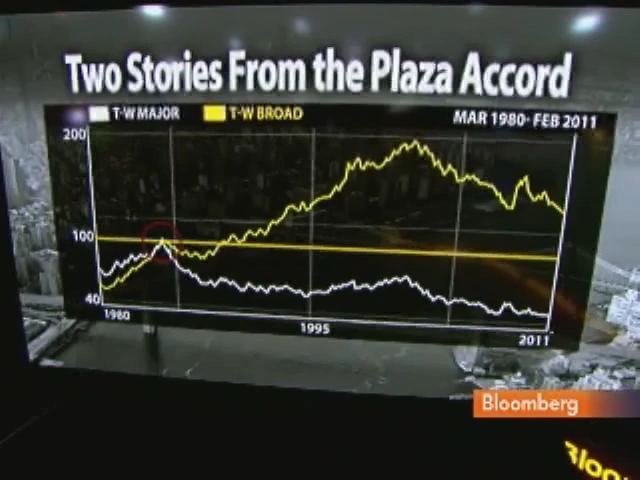 Two Stories From the Plaza Accord
T-W MAJOR T-W BROAD MAR 1980- FEB 2011
200
100
40
1980 1995 2011
Bloomberg
Bloo